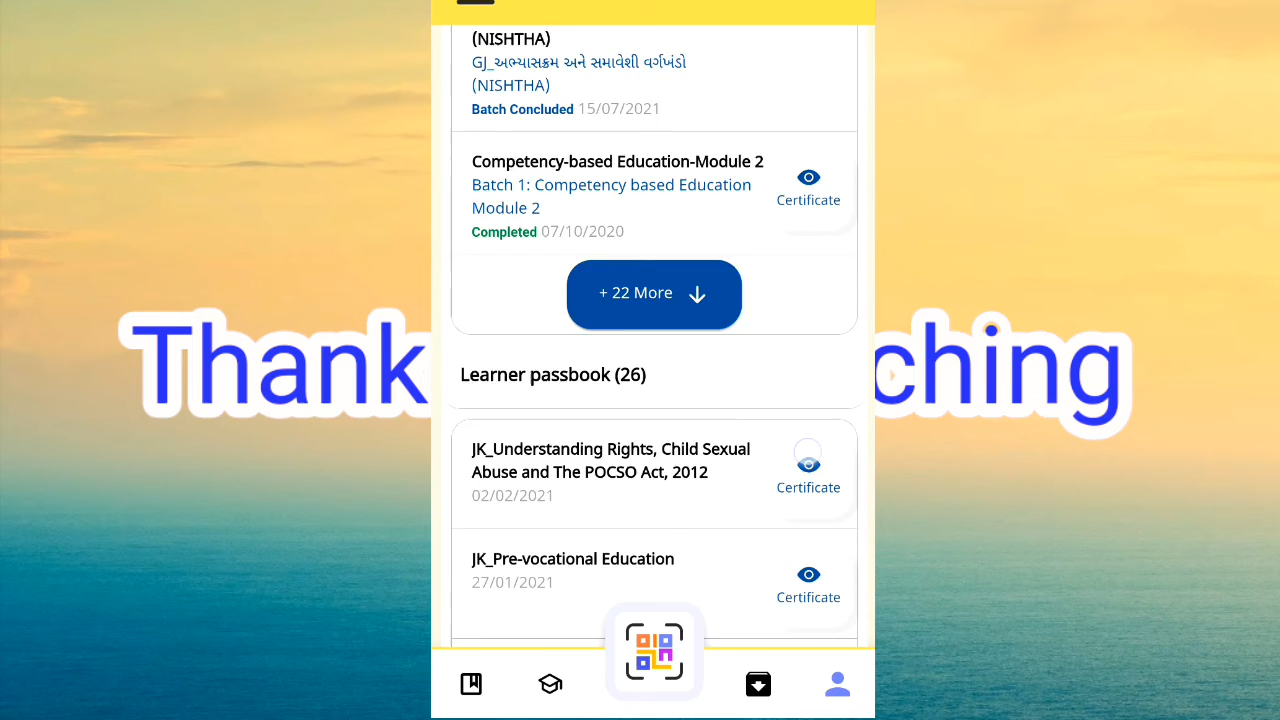 (NISHTHA)
GJ_અભ્યાસક્રમ અને સમાવેશી વર્ગખંડો
(NISHTHA)
Batch Concluded 15/07/2021
Competency-based Education-Module 2
Batch 1: Competency based Education
Module 2
Completed 07/10/2020
Certificate
+ 22 More
Thank
ching
Learner passbook (26)
JK_Understanding Rights, Child Sexual
Abuse and The POCSO Act, 2012
02/02/2021
Certificate
JK_Pre-vocational Education
27/01/2021
Certificate